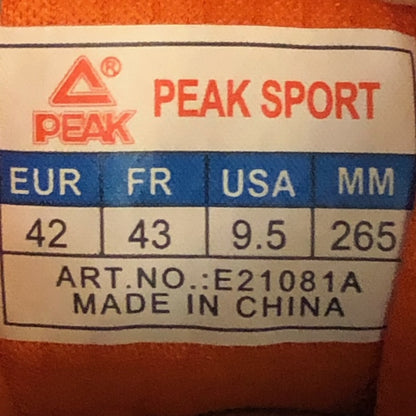 ® PEAK SPORT
PEAK
EUR FR USA MM
42 43 9.5 265
ART.NO.:E21081A
MADE IN CHINA